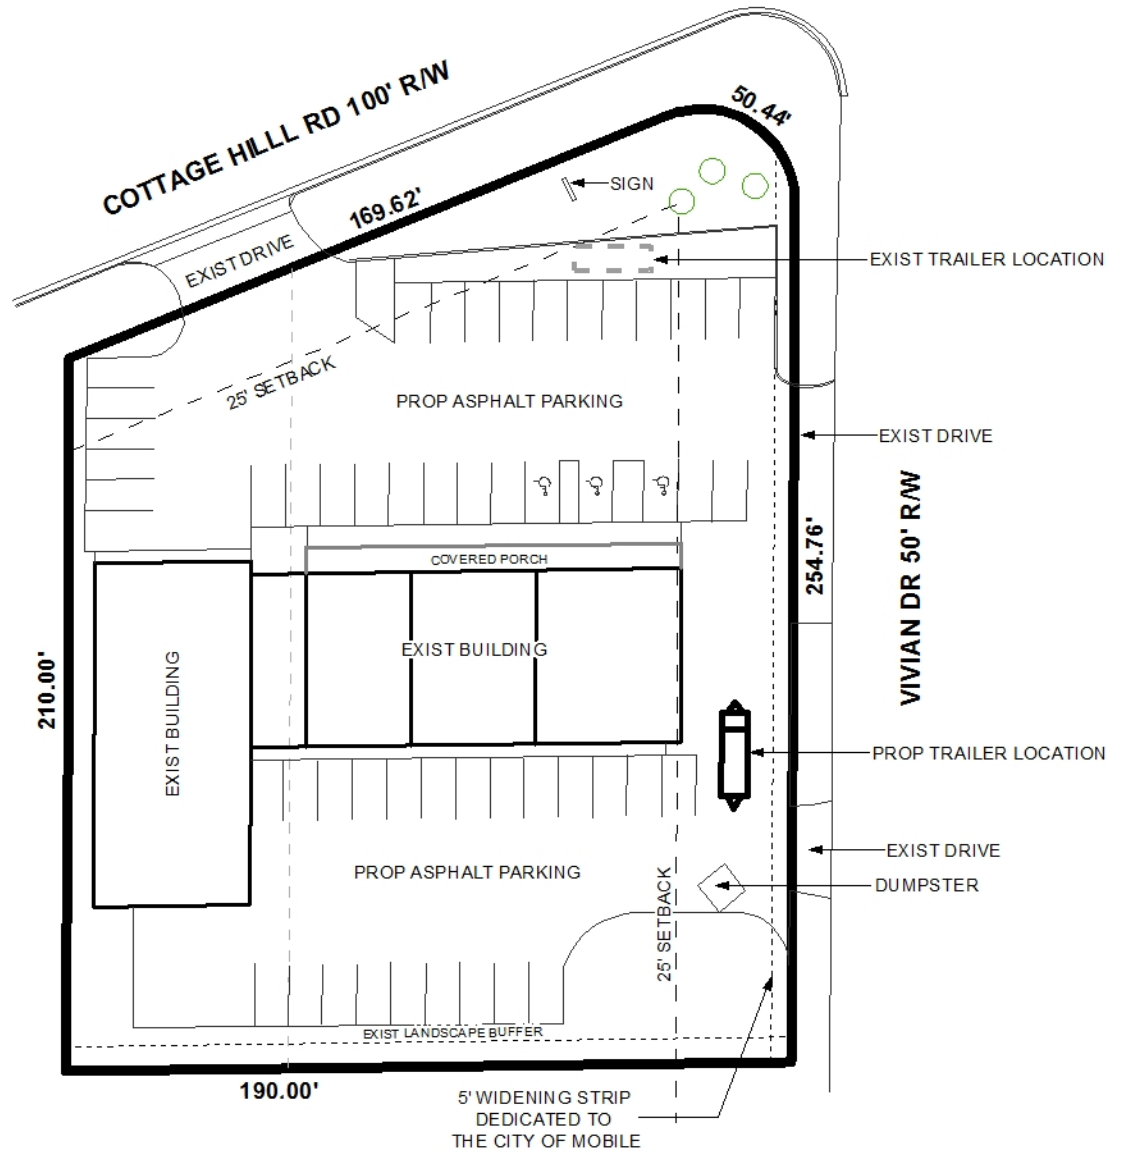 COTTAGE HILLL RD 100' R/W
50.44'
SIGN
169.62'
EXIST DRIVE
EXIST TRAILER LOCATION
25' SETBACK
PROP ASPHALT PARKING
EXIST DRIVE
VIVIAN DR 50' R/W
254.76'
COVERED PORCH
EXIST BUILDING
EXIST BUILDING
210.00'
PROP TRAILER LOCATION
EXIST DRIVE
PROP ASPHALT PARKING
DUMPSTER
25' SETBACK
EXIST LANDSCAPE BUFFER
190.00'
5' WIDENING STRIP
DEDICATED TO
THE CITY OF MOBILE